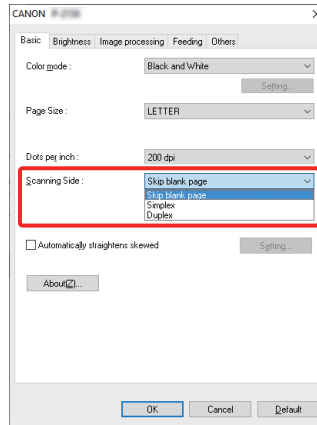 CANON
Basic Brightness Image processing Feeding Others
Color mode : Black and White
Setting...
Page Size : LETTER
Dots per inch : 200 dpi
Scanning Side : Skip blank page
Skip blank page
Simplex
Duplex
Automatically straightens skewed Setting...
About(Z)...
OK Cancel Default